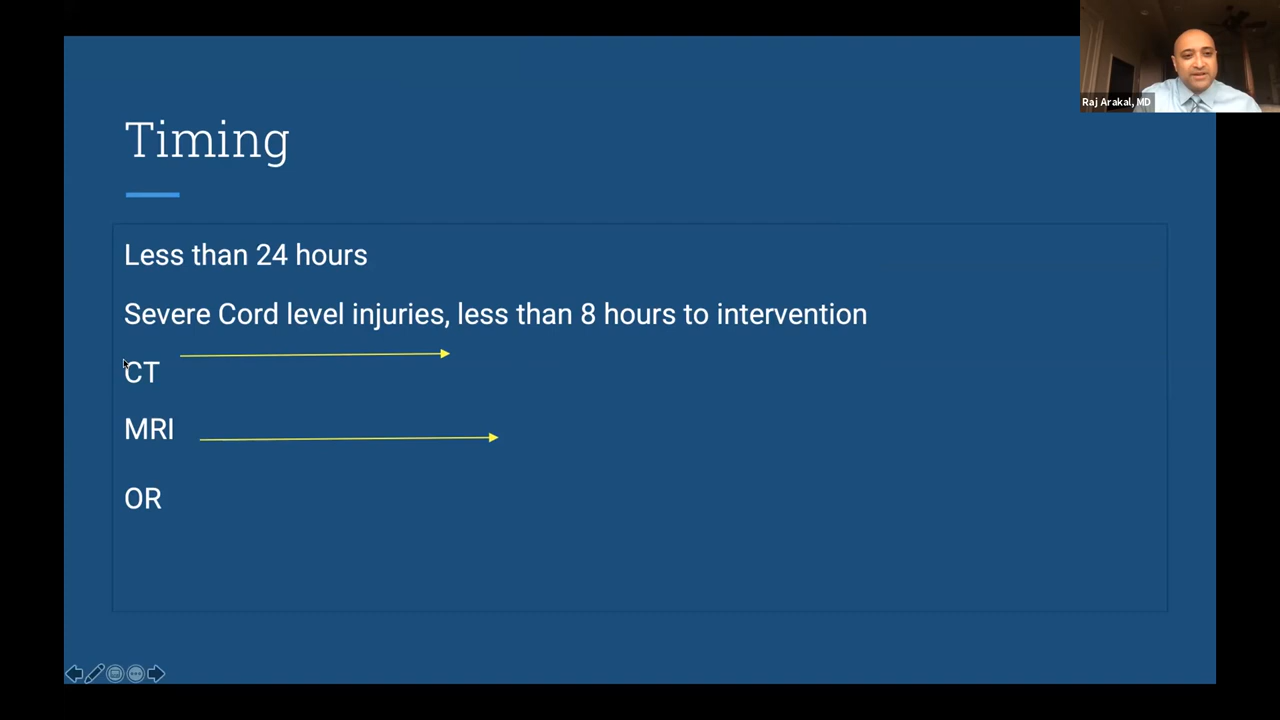 Raj Arakal, MD
Timing
Less than 24 hours
Severe Cord level injuries, less than 8 hours to intervention
CT
MRI
OR